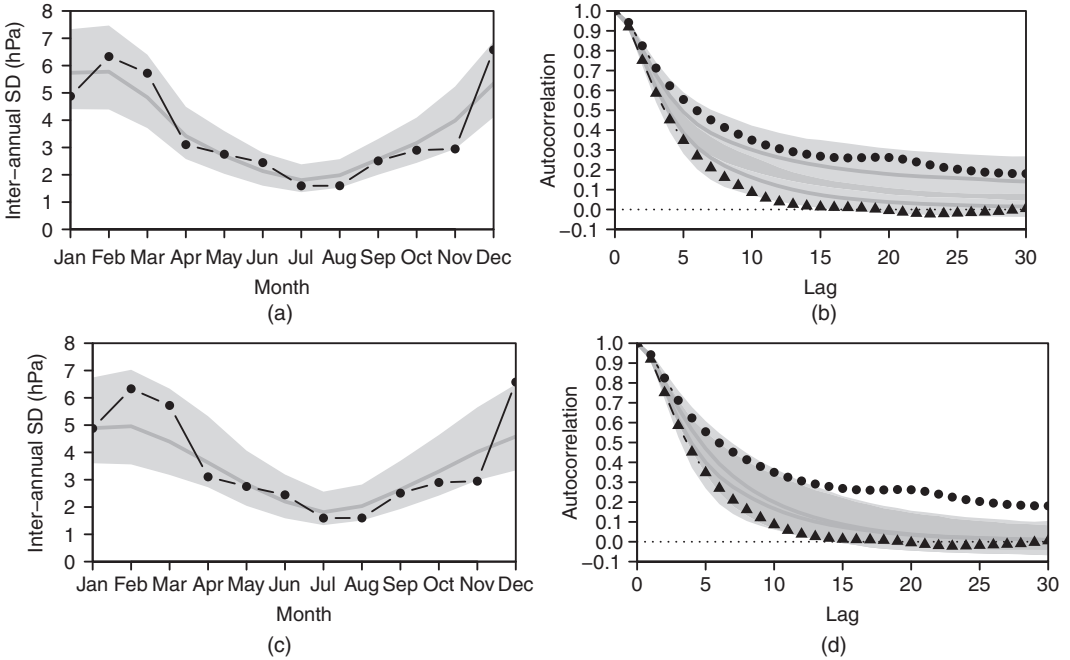 Inter−annual SD (hPa)
8
7
6
5
4
3
2
1
0
Jan Feb Mar Apr May Jun Jul Aug Sep Oct Nov Dec
Month
(a)
Autocorrelation
1.0
0.9
0.8
0.7
0.6
0.5
0.4
0.3
0.2
0.1
0.0
−0.1
0 5 10 15 20 25 30
Lag
(b)
Inter−annual SD (hPa)
8
7
6
5
4
3
2
1
0
Jan Feb Mar Apr May Jun Jul Aug Sep Oct Nov Dec
Month
(c)
Autocorrelation
1.0
0.9
0.8
0.7
0.6
0.5
0.4
0.3
0.2
0.1
0.0
−0.1
0 5 10 15 20 25 30
Lag
(d)